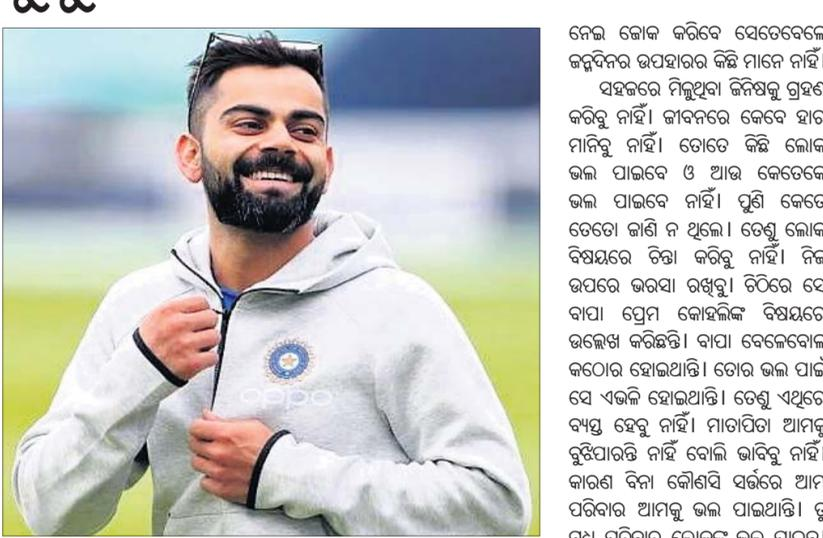 oppo
ନେଇ ଜୋକ କରିବେ ସେତେବେଳେ
ଜନ୍ମଦିନର ଉପହାରର କିଛି ମାନେ ନାହିଁ।
ସହଜରେ ମିଳୁଥିବା ଜିନିଷକୁ ଗ୍ରହଣ
କରିବୁ ନାହିଁ। ଜୀବନରେ କେବେ ହାର
ମାନିବୁ ନାହିଁ। ତୋତେ କିଛି ଲୋକ
ଭଲ ପାଇବେ ଓ ଆଉ କେତେକେ
ଭଲ ପାଇବେ ନାହିଁ। ପୁଣି କେତେ
ତେତୋ ଜାଣି ନ ଥିଲେ। ତେଣୁ ଲୋକ
ବିଷୟରେ ଚିନ୍ତା କରିବୁ ନାହିଁ। ନିଜ
ଉପରେ ଭରସା ରଖିବୁ। ଚିଠିରେ ସେ
ବାପା ପ୍ରେମ କୋହଲିଙ୍କ ବିଷୟରେ
ଉଲ୍ଲେଖ କରିଛନ୍ତି। ବାପା ବେଳେବୋଳ
କଠୋର ହୋଇଥାନ୍ତି। ତୋର ଭଲ ପାଇଁ
ସେ ଏଭଳି ହୋଇଥାନ୍ତି। ତେଣୁ ଏଥିରେ
ବ୍ୟସ୍ତ ହେବୁ ନାହିଁ। ମାତାପିତା ଆମକୁ
ବୁଝିପାରନ୍ତି ନାହିଁ ବୋଲି ଭାବିବୁ ନାହିଁ।
କାରଣ ବିନା କୌଣସି ସର୍ତ୍ତରେ ଆମ
ପରିବାର ଆମକୁ ଭଲ ପାଇଥାନ୍ତି। ତୁ